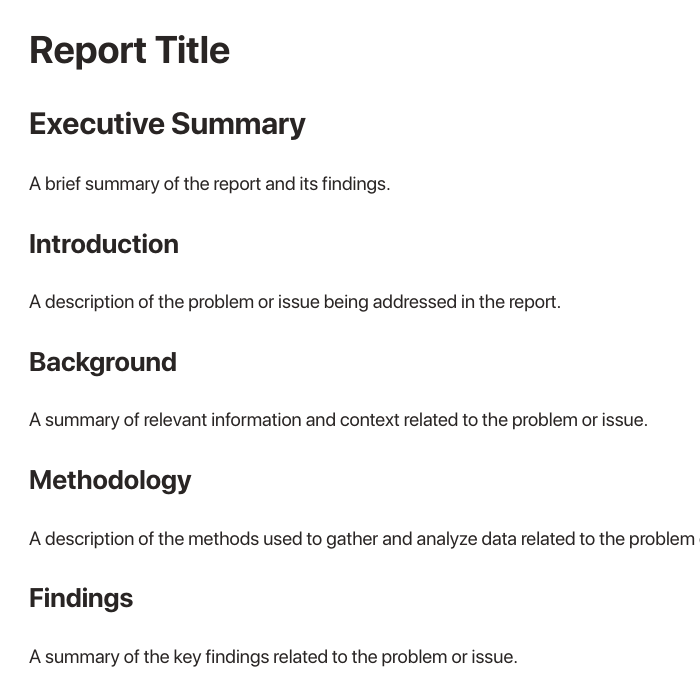 Report Title
Executive Summary
A brief summary of the report and its findings.
Introduction
A description of the problem or issue being addressed in the report.
Background
A summary of relevant information and context related to the problem or issue.
Methodology
A description of the methods used to gather and analyze data related to the problem
Findings
A summary of the key findings related to the problem or issue.